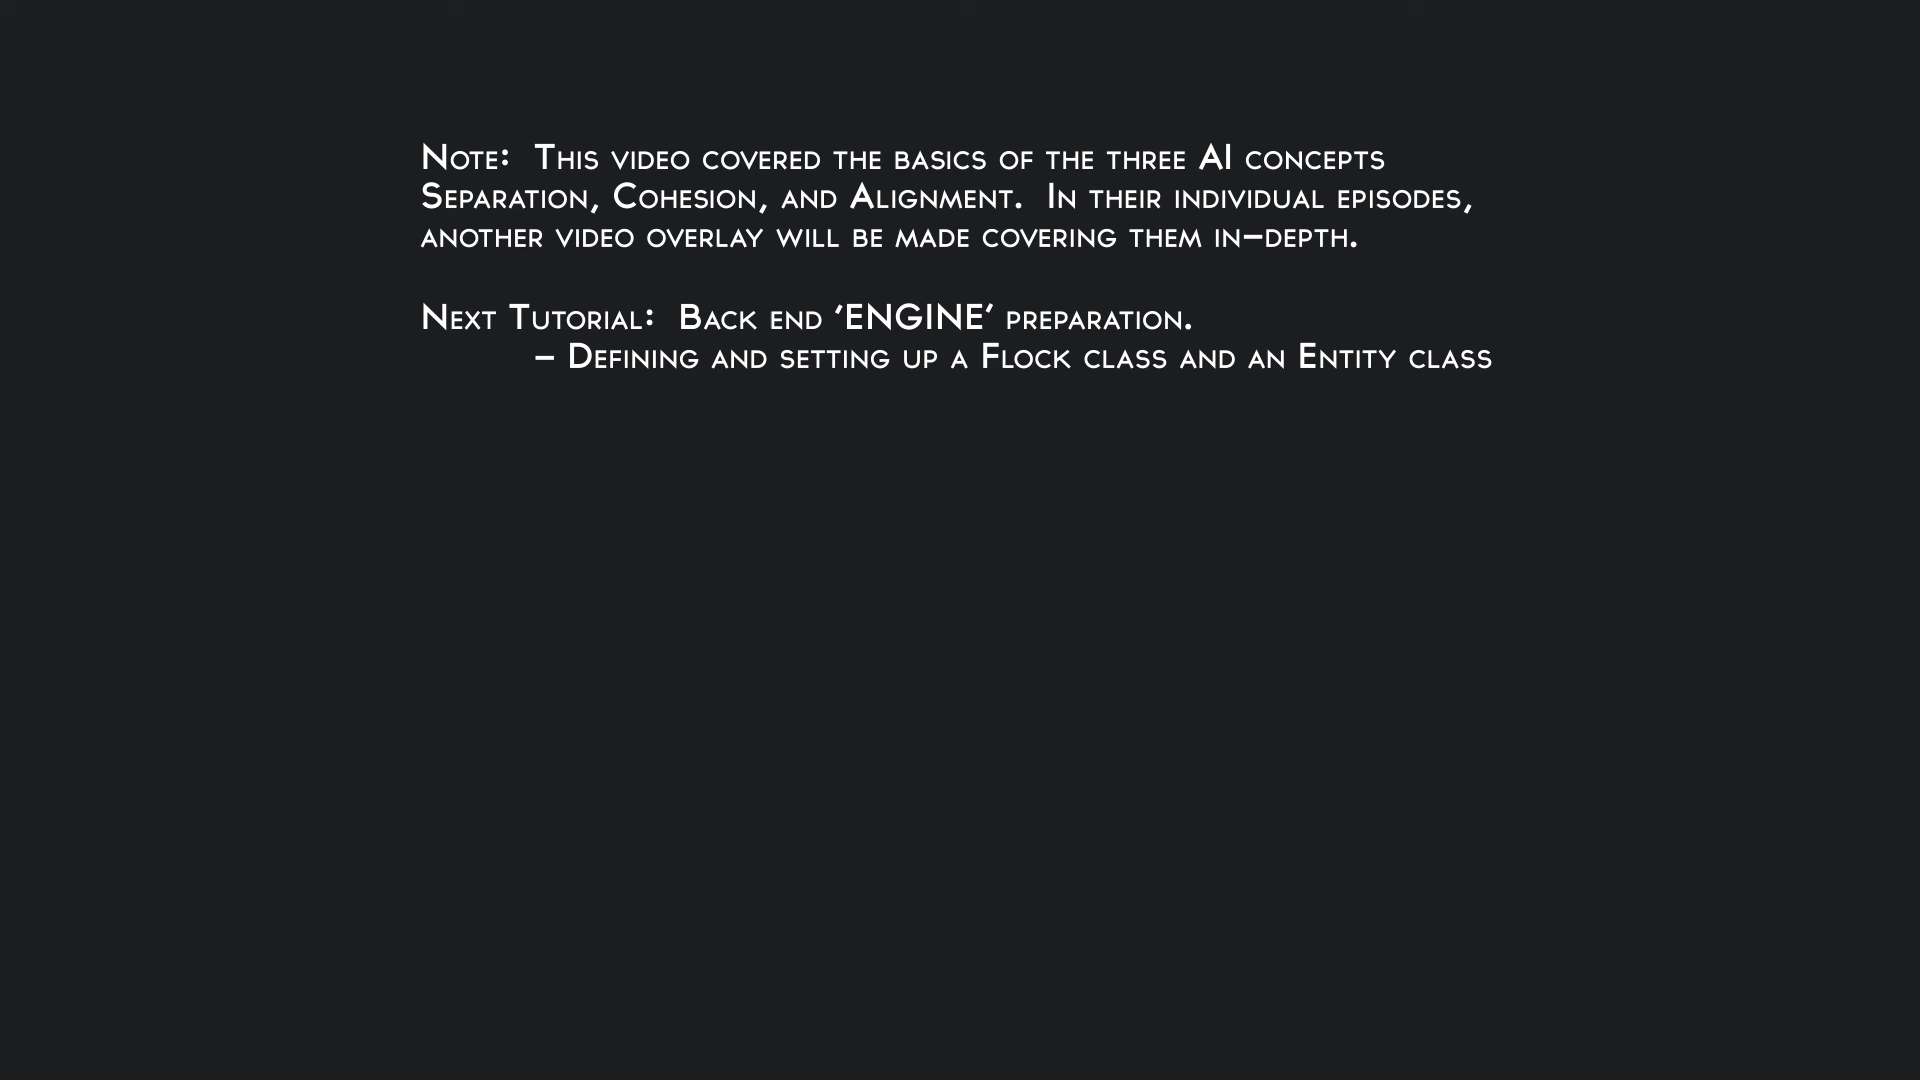 Note:  This video covered the basics of the three AI concepts
Separation, Cohesion, and Alignment.  In their individual episodes,
another video overlay will be made covering them in-depth.
Next Tutorial:  Back end 'ENGINE' preparation.
- Defining and setting up a Flock class and an Entity class